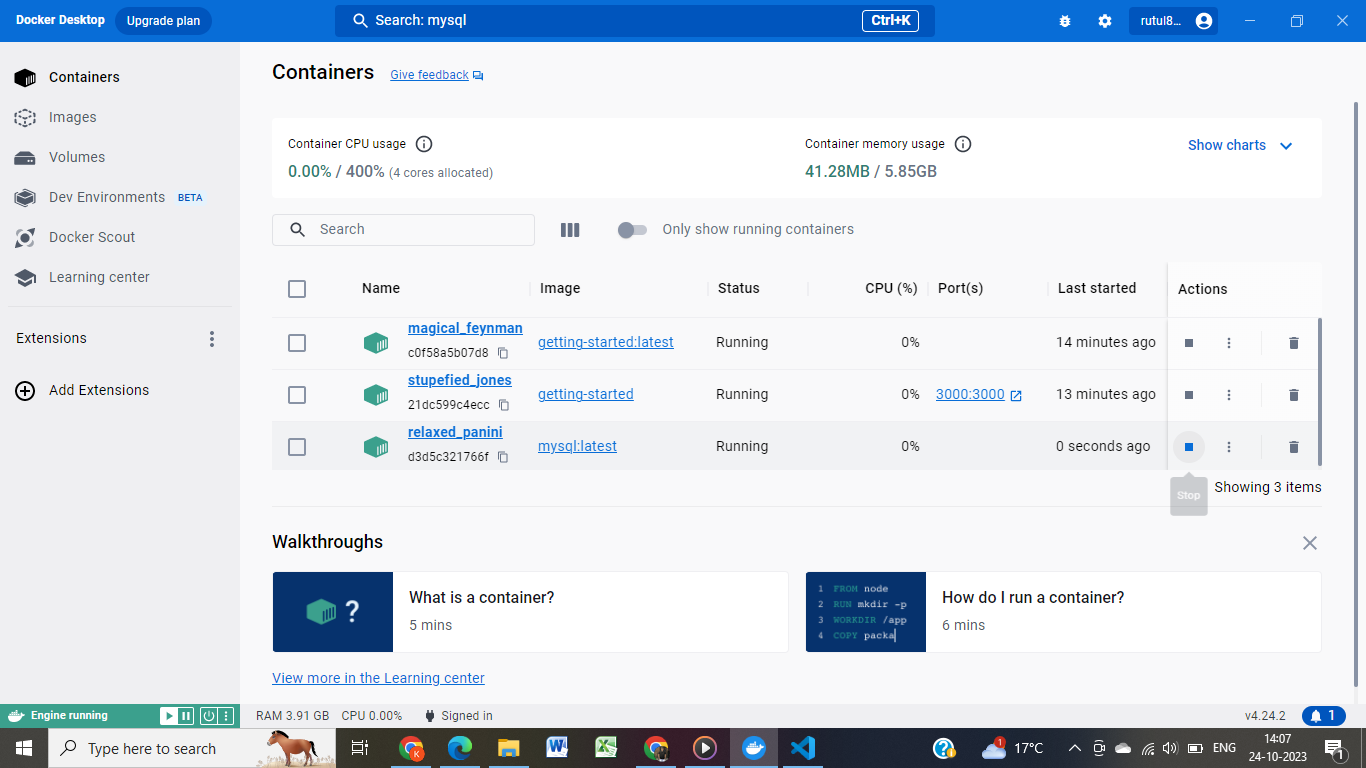 Docker Desktop Upgrade plan Search: mysql Ctrl+K rutul8...
Containers
Images
Volumes
Dev Environments BETA
Docker Scout
Learning center
Extensions
Add Extensions
Containers Give feedback
Container CPU usage
0.00% / 400% (4 cores allocated)
Container memory usage
41.28MB / 5.85GB
Show charts
Search
Only show running containers
Name Image Status CPU (%) Port(s) Last started Actions
magical_feynman
c0f58a5b07d8
getting-started:latest Running 0% 14 minutes ago
stupefied_jones
21dc599c4ecc
getting-started Running 0% 3000:3000 13 minutes ago
relaxed_panini
d3d5c321766f
mysql:latest Running 0% 0 seconds ago
Stop
Showing 3 items
Walkthroughs
?
What is a container?
5 mins
1 FROM node
2 RUN mkdir -p
3 WORKDIR /app
4 COPY packa
How do I run a container?
6 mins
View more in the Learning center
Engine running RAM 3.91 GB CPU 0.00% Signed in v4.24.2 1
Type here to search
K
1
17°C
ENG
14:07
24-10-2023
1